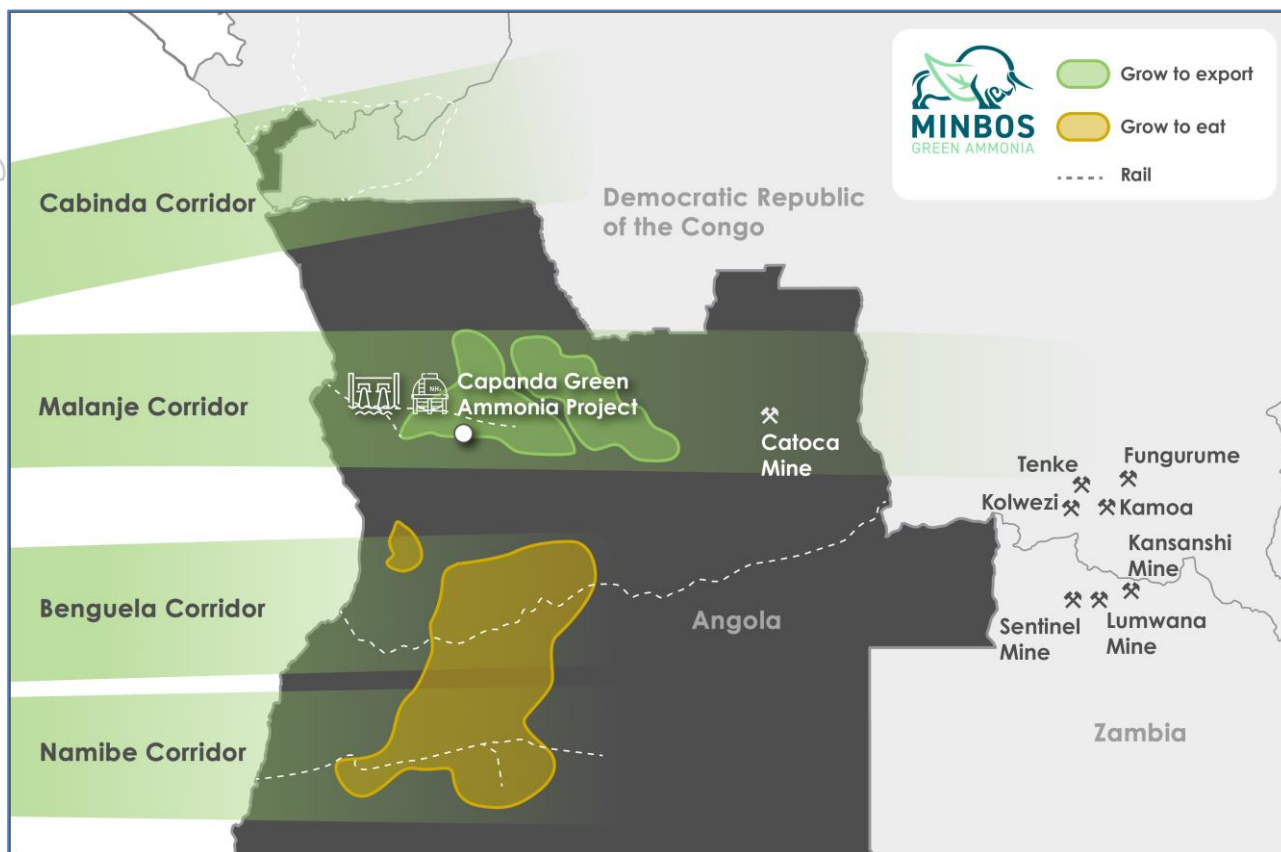 MINBOS
GREEN AMMONIA
Grow to export
Grow to eat
Rail
Cabinda Corridor
Democratic Republic
of the Congo
Malanje Corridor
NH₃
Capanda Green
Ammonia Project
Catoca
Mine
Tenke
Fungurume
Kolwezi
Kamoa
Kansanshi
Mine
Benguela Corridor
Angola
Sentinel
Mine
Lumwana
Mine
Namibe Corridor
Zambia